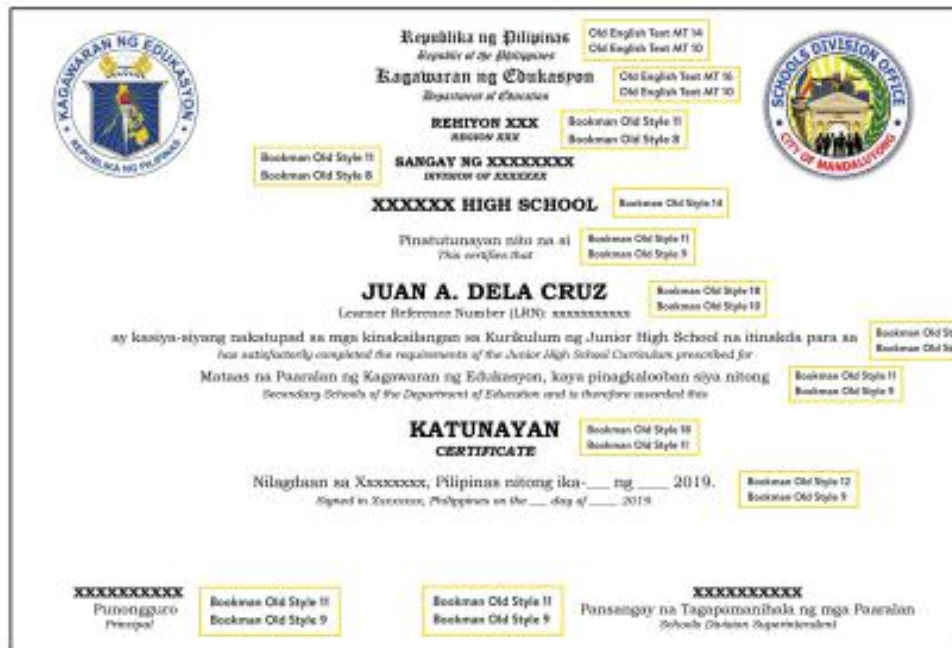 KAGAWARAN NG EDUKASYON
REPUBLIKA NG PILIPINAS
SCHOOLS DIVISION OFFICE
CITY OF MANDALUYONG
Republika ng Pilipinas
Republic of the Philippines
Old English Text MT 14
Old English Text MT 10
Kagawaran ng Edukasyon
Department of Education
Old English Text MT 16
Old English Text MT 10
REHIYON XXX
REGION XXX
Bookman Old Style 11
Bookman Old Style 8
Bookman Old Style 11
Bookman Old Style 8
SANGAY NG XXXXXXXX
DIVISION OF XXXXXXX
XXXXXX HIGH SCHOOL
Bookman Old Style 14
Pinatutunayan nito na si
This certifies that
Bookman Old Style 11
Bookman Old Style 9
JUAN A. DELA CRUZ
Learner Reference Number (LRN): xxxxxxxxxxx
Bookman Old Style 18
Bookman Old Style 10
ay kasiya-siyang nakatupad sa mga kinakailangan sa Kurikulum ng Junior High School na itinakda para sa
has satisfactorily completed the requirements of the Junior High School Curriculum prescribed for
Bookman Old St
Bookman Old St
Mataas na Paaralan ng Kagawaran ng Edukasyon, kaya pinagkalooban siya nitong
Secondary Schools of the Department of Education and is therefore awarded this
Bookman Old Style 11
Bookman Old Style 9
KATUNAYAN
CERTIFICATE
Bookman Old Style 18
Bookman Old Style 11
Nilagdaan sa Xxxxxxxx, Pilipinas nitong ika-___ ng ____ 2019.
Signed in Xxxxxxxx, Philippines on the ___ day of _____ 2019.
Bookman Old Style 12
Bookman Old Style 9
XXXXXXXXXX
Punongguro
Principal
Bookman Old Style 11
Bookman Old Style 9
Bookman Old Style 11
Bookman Old Style 9
XXXXXXXXXX
Pansangay na Tagapamanihala ng mga Paaralan
Schools Division Superintendent